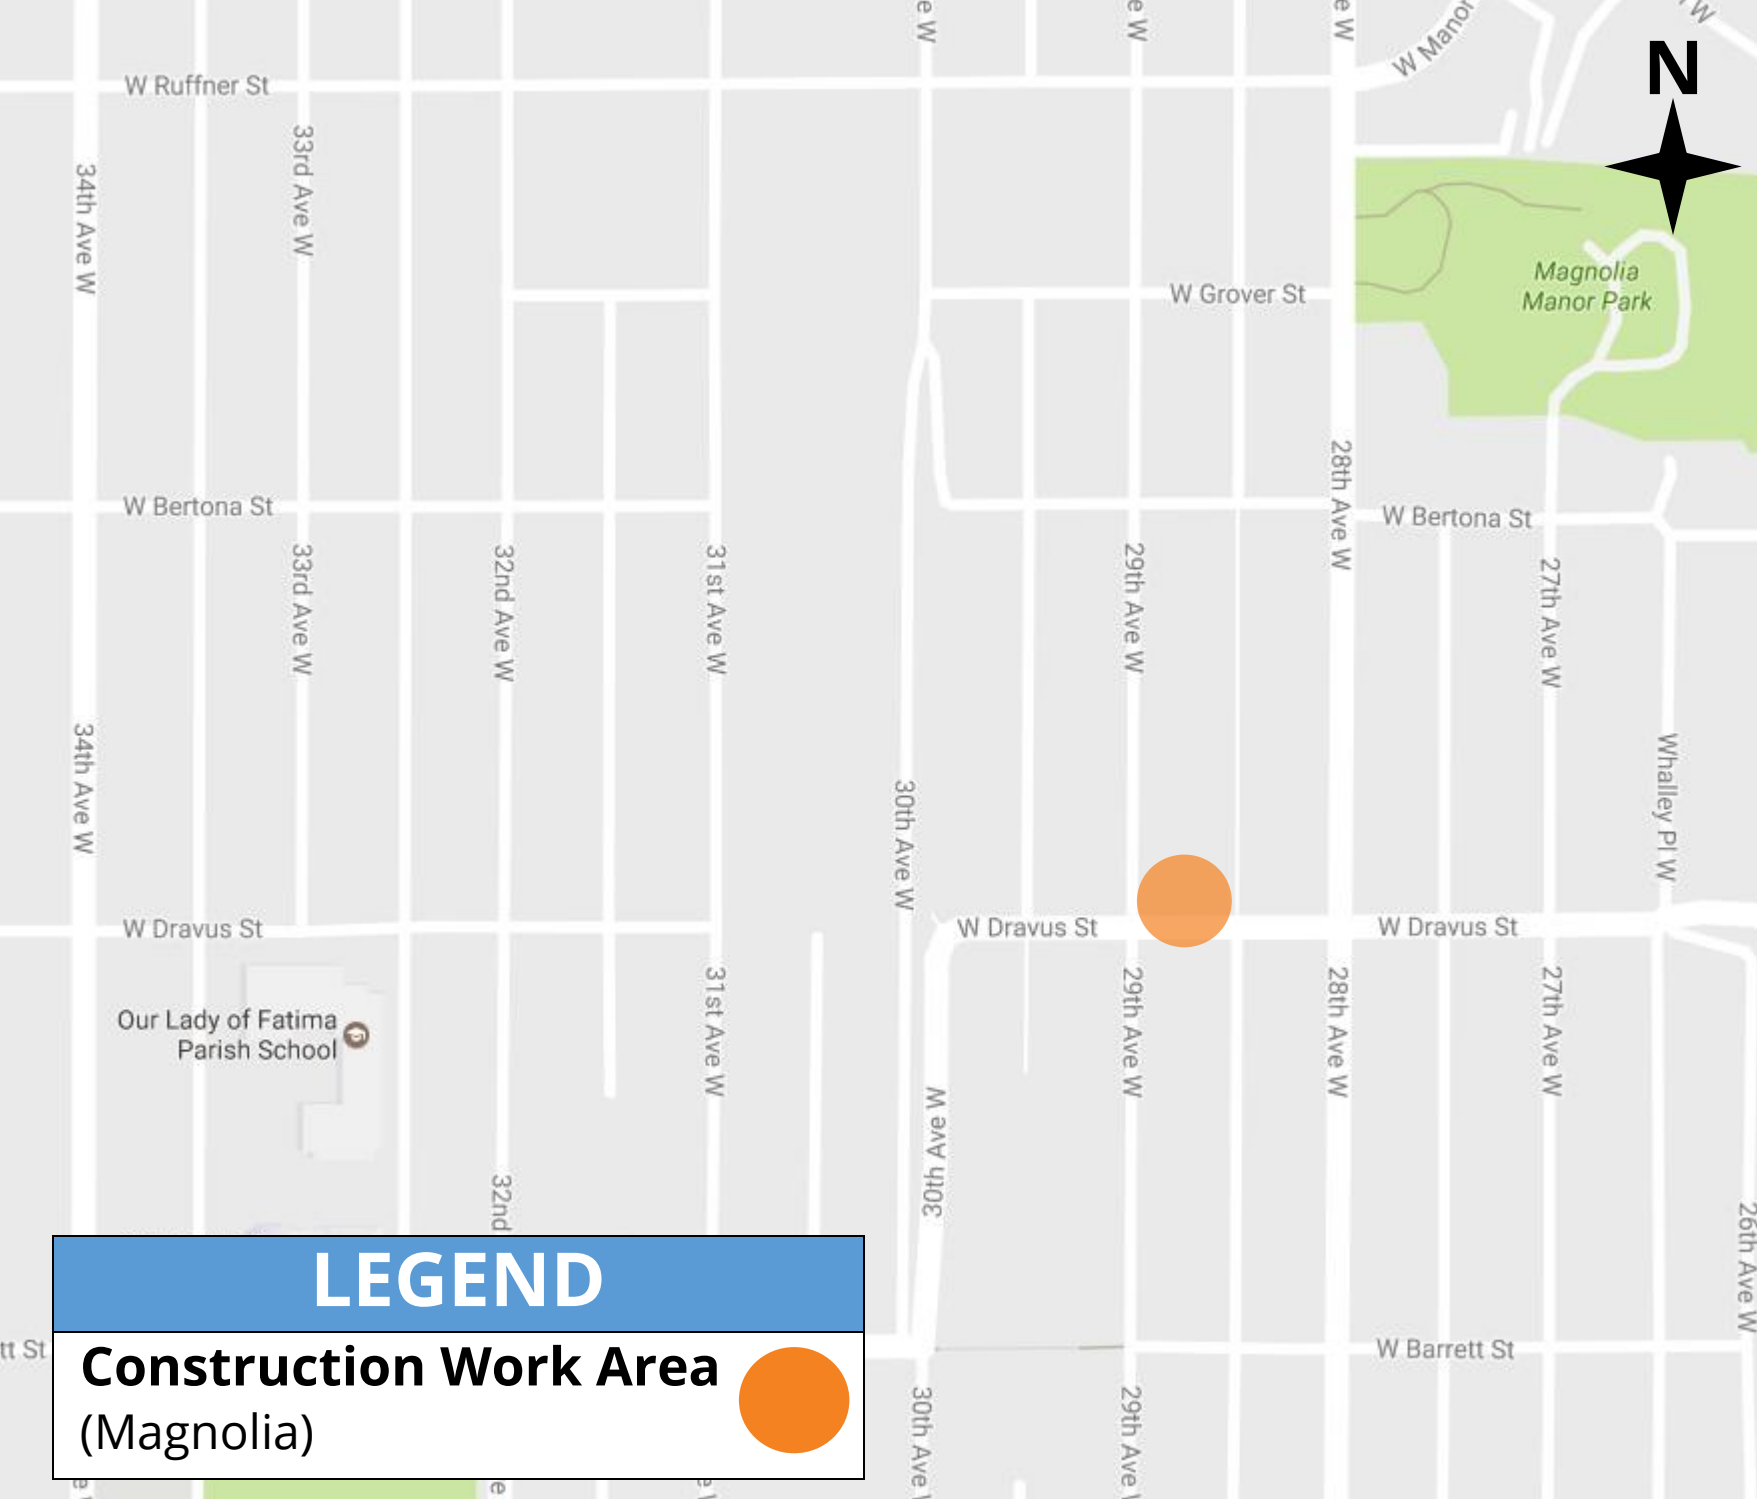 e W
e W
e W
W Manor
W
N
W Ruffner St
33rd Ave W
34th Ave W
Magnolia
Manor Park
W Grover St
28th Ave W
W Bertona St
W Bertona St
33rd Ave W
32nd Ave W
31st Ave W
29th Ave W
27th Ave W
34th Ave W
30th Ave W
Whalley Pl W
W Dravus St
W Dravus St
W Dravus St
Our Lady of Fatima
Parish School
31st Ave W
29th Ave W
28th Ave W
27th Ave W
30th Ave W
32nd
26th Ave W
LEGEND
tt St
Construction Work Area
(Magnolia)
W Barrett St
30th Ave
29th Ave
e
e
e